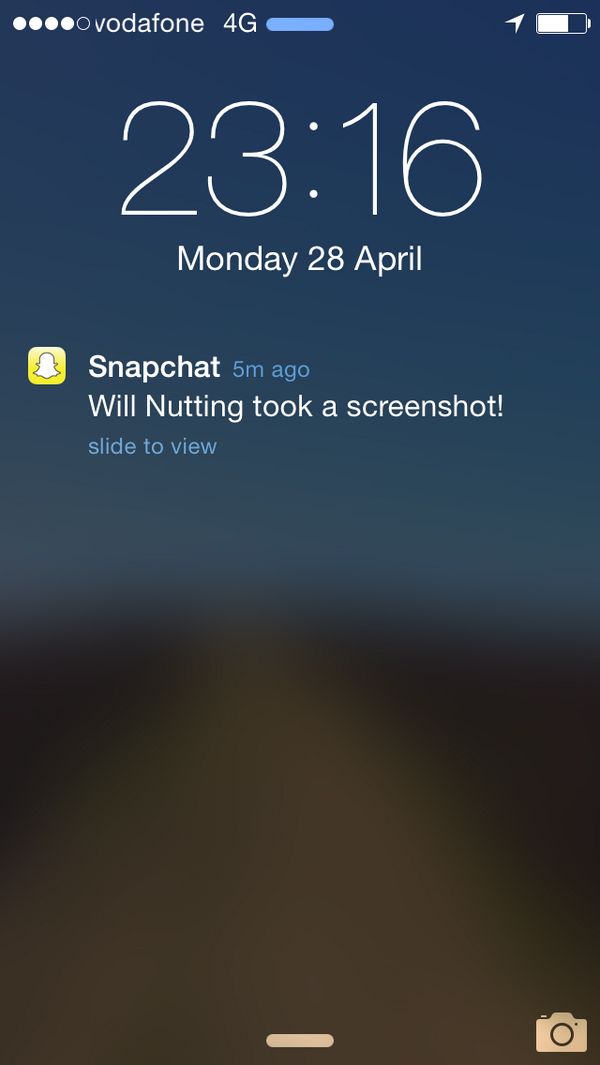 vodafone 4G
23:16
Monday 28 April
Snapchat 5m ago
Will Nutting took a screenshot!
slide to view